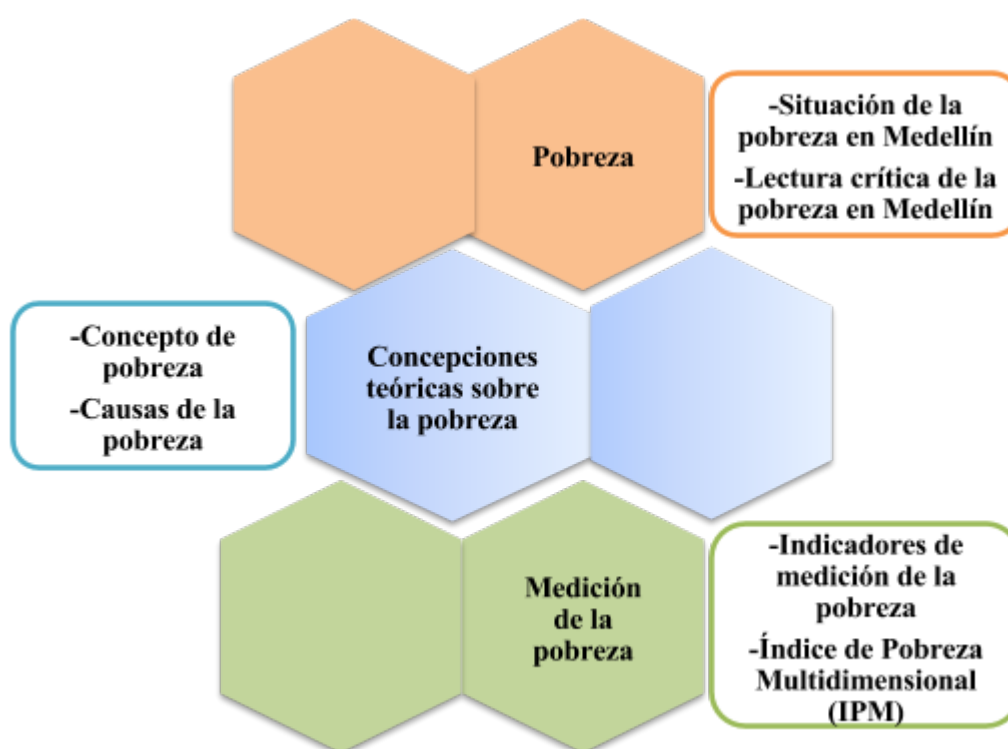 Pobreza
-Situación de la
pobreza en Medellín
-Lectura crítica de la
pobreza en Medellín
-Concepto de
pobreza
-Causas de la
pobreza
Concepciones
teóricas sobre
la pobreza
Medición
de la
pobreza
-Indicadores de
medición de la
pobreza
-Índice de Pobreza
Multidimensional
(IPM)